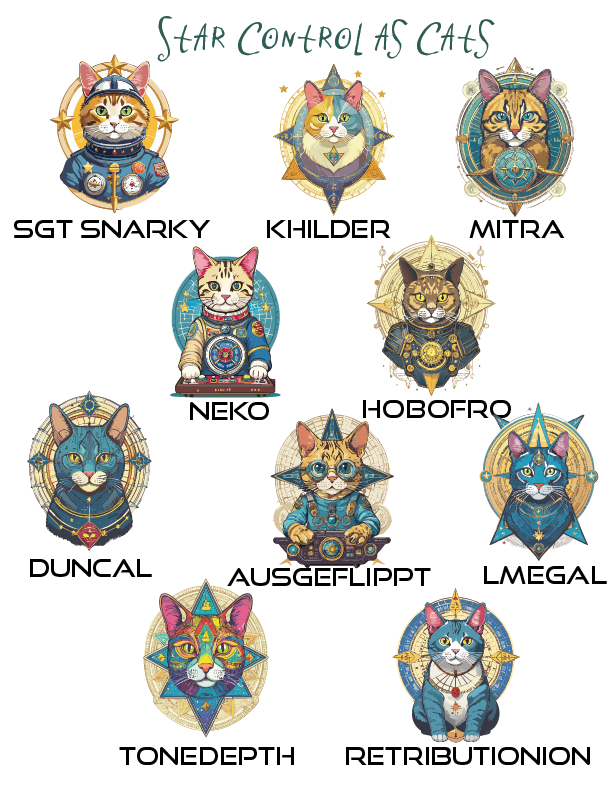 Star Control as Cats
SGT SNARKY
KHILDER
MITRA
NEKO
HOBOFRO
DUNCAL
AUSGEFLIPPT
LMEGAL
TONEDEPTH
RETRIBUTIONION